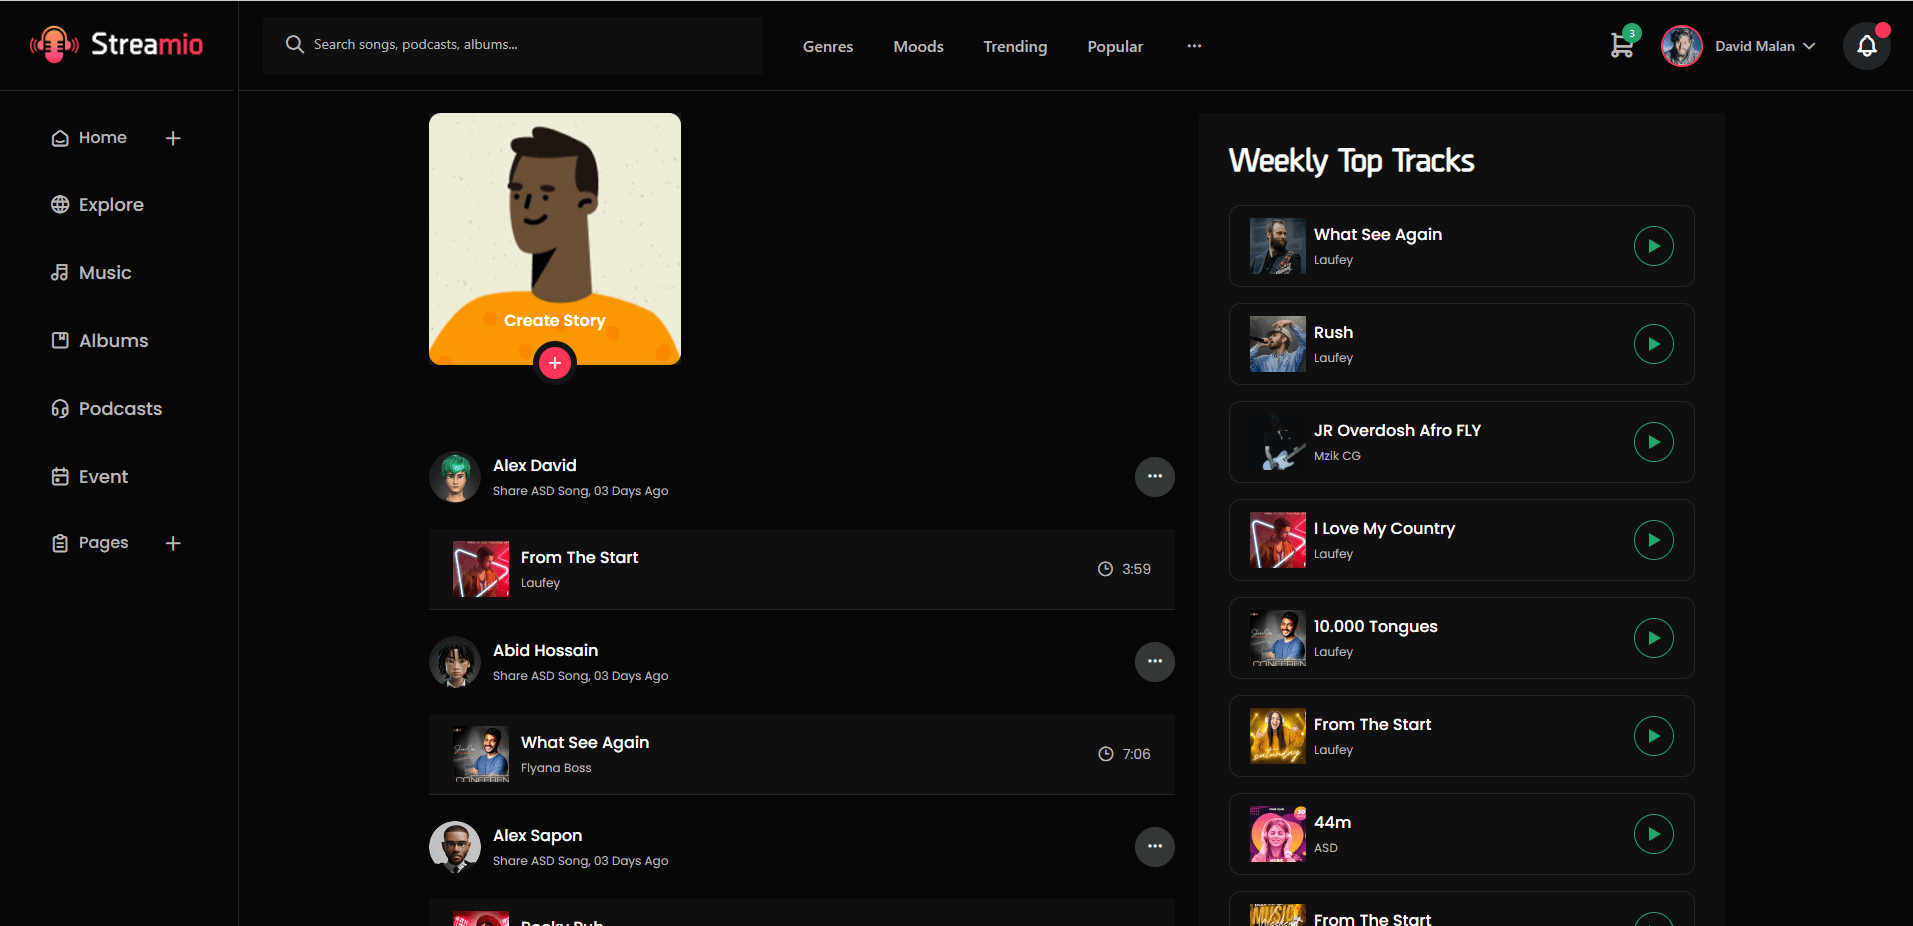 Streamio
Search songs, podcasts, albums...
Genres
Moods
Trending
Popular
3
David Malan
Home
Explore
Music
Albums
Podcasts
Event
Pages
Create Story
Alex David
Share ASD Song, 03 Days Ago
From The Start
Laufey
3:59
Abid Hossain
Share ASD Song, 03 Days Ago
What See Again
Flyana Boss
7:06
Alex Sapon
Share ASD Song, 03 Days Ago
Weekly Top Tracks
What See Again
Laufey
Rush
Laufey
JR Overdosh Afro FLY
Mzik CG
I Love My Country
Laufey
10.000 Tongues
Laufey
From The Start
Laufey
44m
ASD
From The Start